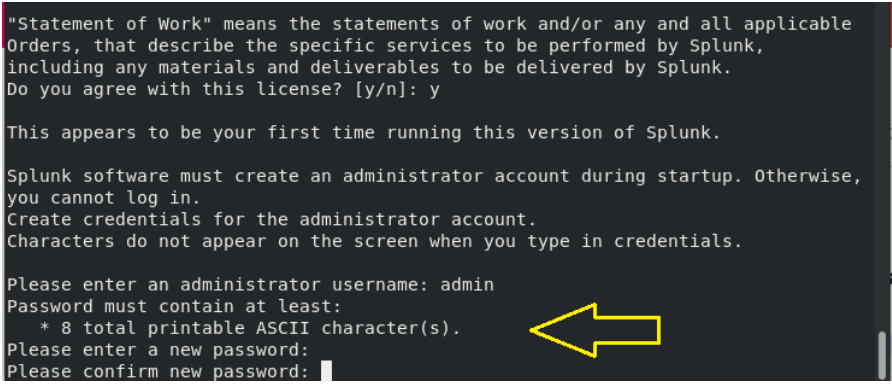 "Statement of Work" means the statements of work and/or any and all applicable
Orders, that describe the specific services to be performed by Splunk,
including any materials and deliverables to be delivered by Splunk.
Do you agree with this license? [y/n]: y
This appears to be your first time running this version of Splunk.
Splunk software must create an administrator account during startup. Otherwise,
you cannot log in.
Create credentials for the administrator account.
Characters do not appear on the screen when you type in credentials.
Please enter an administrator username: admin
Password must contain at least:
* 8 total printable ASCII character(s).
Please enter a new password:
Please confirm new password: